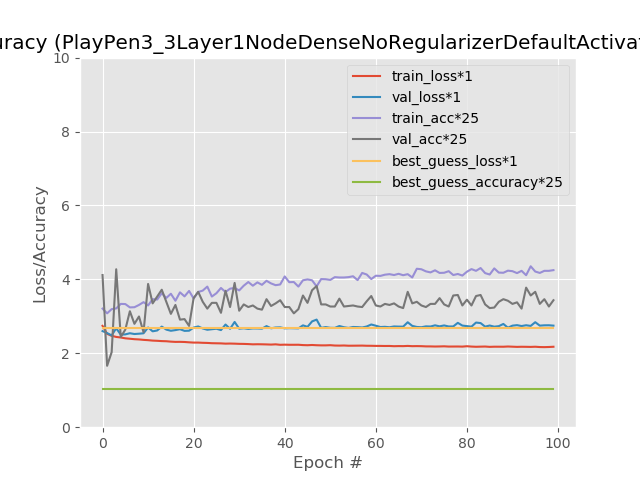 uracy (PlayPen3_3Layer1NodeDenseNoRegularizerDefaultActivat
10
8
6
4
2
0
Loss/Accuracy
train_loss*1
val_loss*1
train_acc*25
val_acc*25
best_guess_loss*1
best_guess_accuracy*25
0 20 40 60 80 100
Epoch #